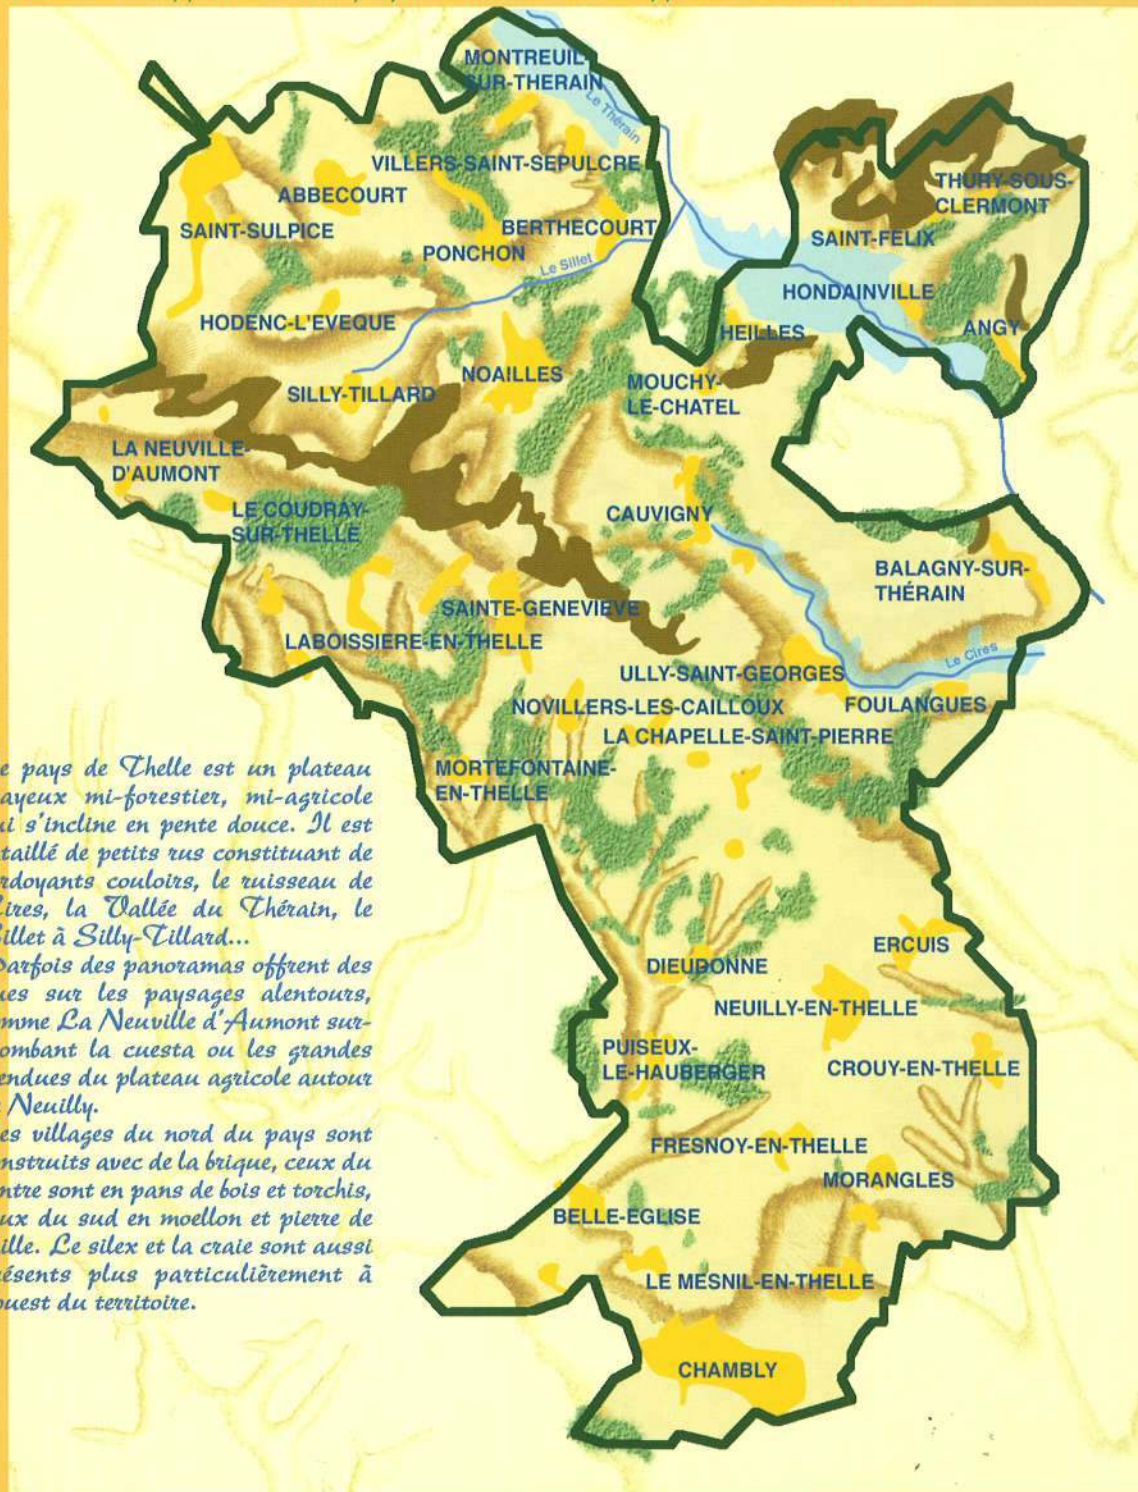 MONTREUIL-
SUR-THERAIN
Le Thérain
VILLERS-SAINT-SEPULCRE
ABBECOURT
THURY-SOUS-
CLERMONT
SAINT-SULPICE
BERTHECOURT
SAINT-FELIX
PONCHON
Le Sillet
HONDAINVILLE
HODENC-L'EVEQUE
HEILLES
ANGY
NOAILLES
SILLY-TILLARD
MOUCHY-
LE-CHATEL
LA NEUVILLE-
D'AUMONT
LE COUDRAY-
SUR-THELLE
CAUVIGNY
BALAGNY-SUR-
THÉRAIN
SAINTE-GENEVIEVE
LABOISSIERE-EN-THELLE
Le Cires
ULLY-SAINT-GEORGES
NOVILLERS-LES-CAILLOUX
FOULANGUES
LA CHAPELLE-SAINT-PIERRE
MORTEFONTAINE-
EN-THELLE
e pays de Thelle est un plateau
ayeux mi-forestier, mi-agricole
ui s'incline en pente douce. Il est
taillé de petits rus constituant de
rdoyants couloirs, le ruisseau de
ires, la Vallée du Thérain, le
illet à Silly-Tillard...
Parfois des panoramas offrent des
ues sur les paysages alentours,
mme La Neuville d'Aumont sur-
ombant la cuesta ou les grandes
endues du plateau agricole autour
Neuilly.
es villages du nord du pays sont
nstruits avec de la brique, ceux du
ntre sont en pans de bois et torchis,
ux du sud en moellon et pierre de
ille. Le silex et la craie sont aussi
ésents plus particulièrement à
ouest du territoire.
ERCUIS
DIEUDONNE
NEUILLY-EN-THELLE
PUISEUX-
LE-HAUBERGER
CROUY-EN-THELLE
FRESNOY-EN-THELLE
MORANGLES
BELLE-EGLISE
LE MESNIL-EN-THELLE
CHAMBLY